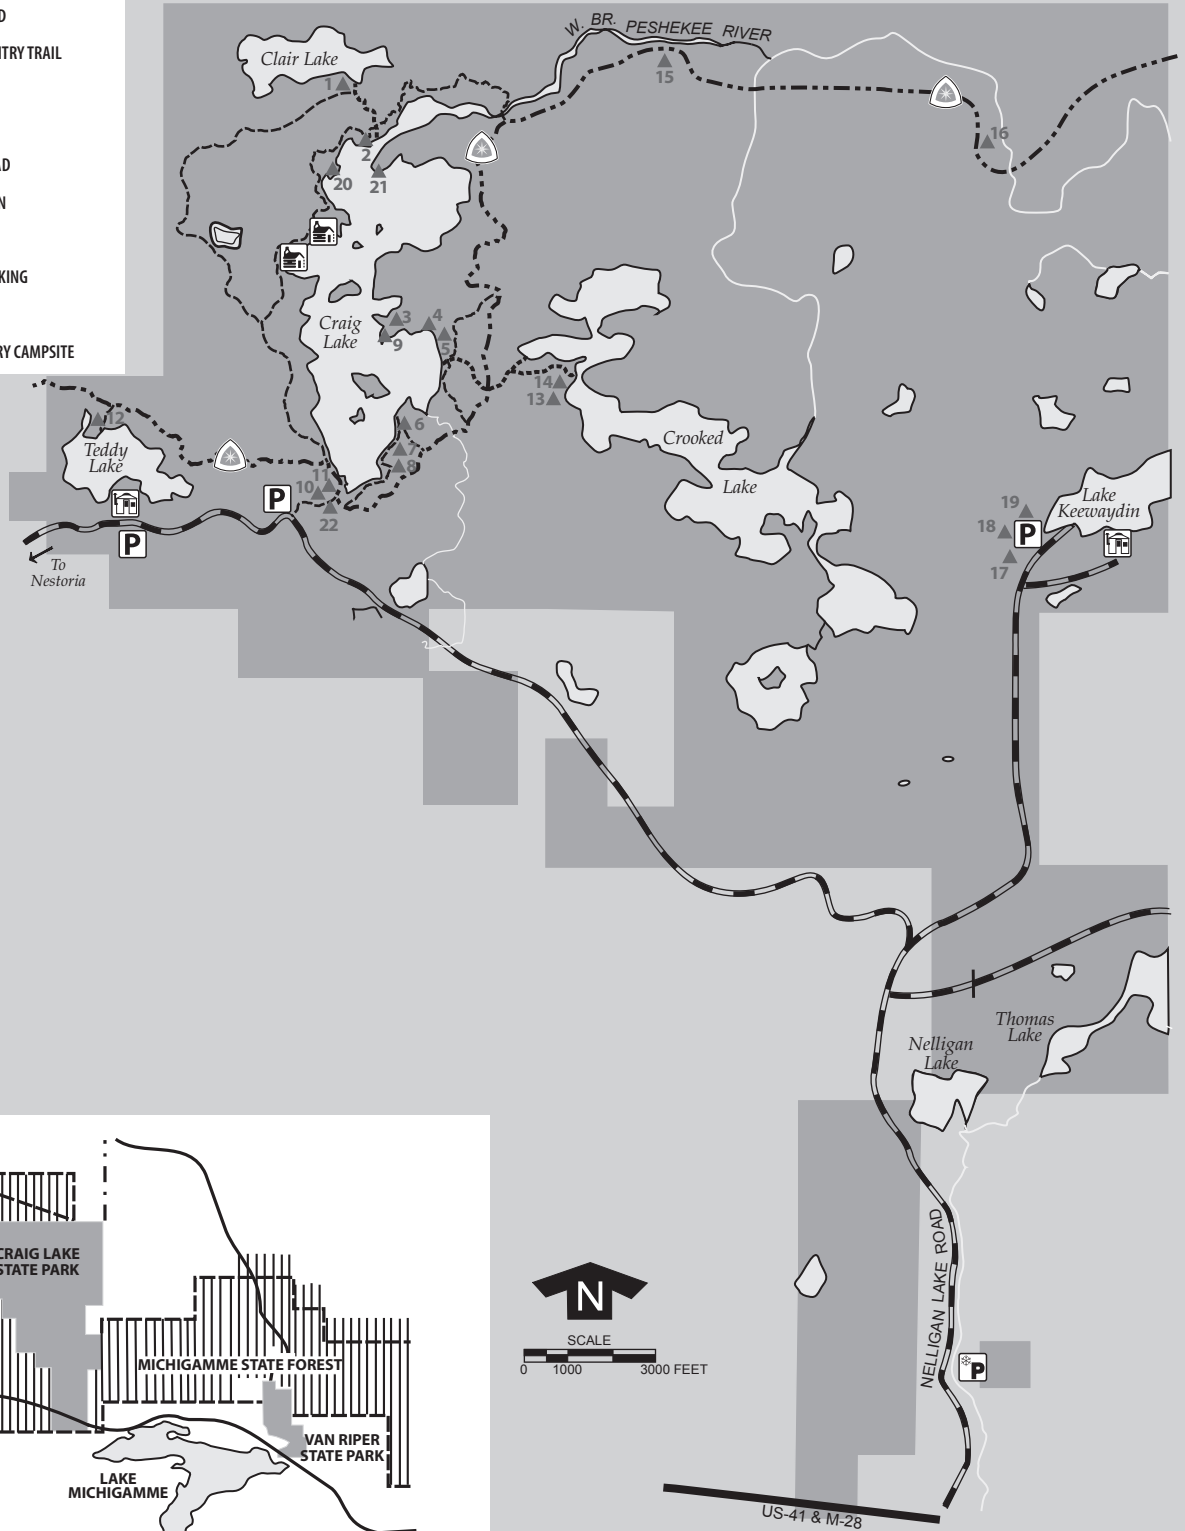 D
NTRY TRAIL
AD
N
KING
RY CAMPSITE
W. BR. PESHEKEE RIVER
Clair Lake
1
15
16
2
20
21
Craig
Lake
3
4
9
5
14
13
12
Teddy
Lake
6
7
8
11
10
22
P
P
To
Nestoria
Crooked
Lake
Lake
Keewaydin
19
18
P
17
Thomas
Lake
Nelligan
Lake
NELLIGAN LAKE ROAD
P
US-41 & M-28
N
SCALE
0 1000 3000 FEET
CRAIG LAKE
STATE PARK
MICHIGAMME STATE FOREST
VAN RIPER
STATE PARK
LAKE
MICHIGAMME